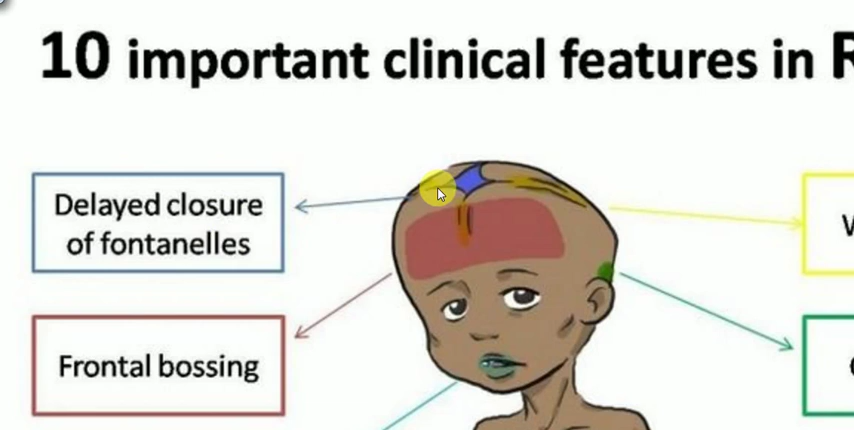 10 important clinical features in R
Delayed closure
of fontanelles
Frontal bossing